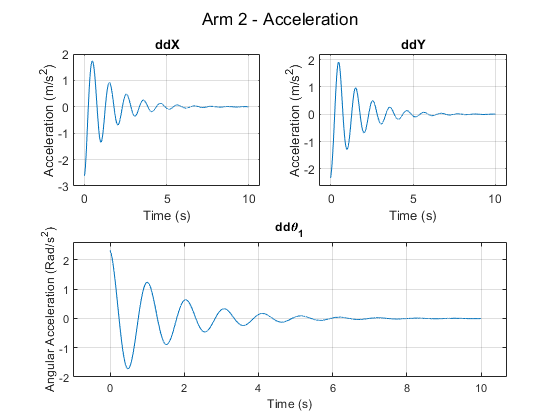 Arm 2 - Acceleration
ddX
Acceleration (m/s²)
2
1
0
-1
-2
-3
0 5 10
Time (s)
ddY
Acceleration (m/s²)
2
1
0
-1
-2
0 5 10
Time (s)
ddθ₁
Angular Acceleration (Rad/s²)
2
1
0
-1
-2
0 2 4 6 8 10
Time (s)